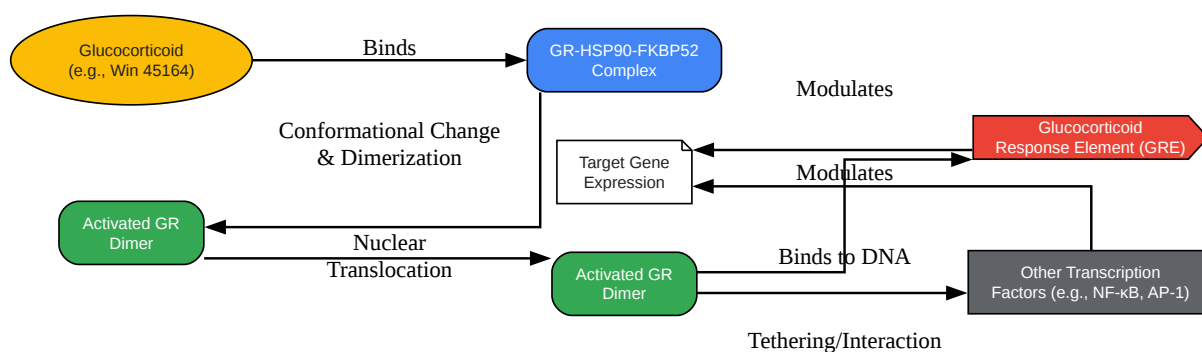 Glucocorticoid
(e.g., Win 45164)
Binds
GR-HSP90-FKBP52
Complex
Modulates
Conformational Change
& Dimerization
Target Gene
Expression
Glucocorticoid
Response Element (GRE)
Modulates
Activated GR
Dimer
Nuclear
Translocation
Activated GR
Dimer
Binds to DNA
Other Transcription
Factors (e.g., NF-κB, AP-1)
Tethering/Interaction